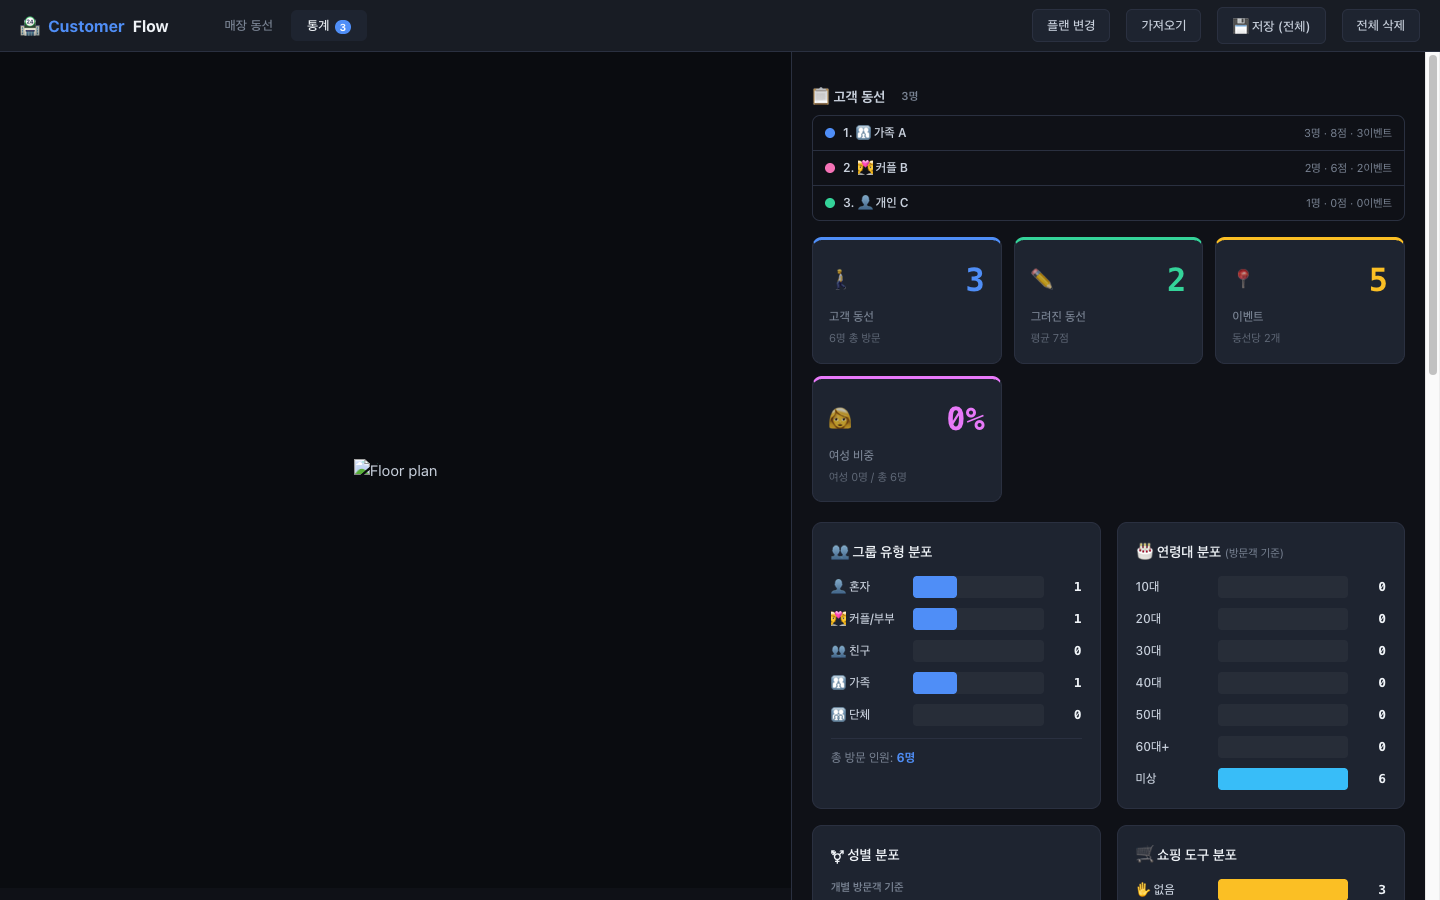 Customer Flow
매장 동선
통계 3
플랜 변경
가져오기
저장 (전체)
전체 삭제
Floor plan
고객 동선 3명
1. 가족 A 3명 · 8점 · 3이벤트
2. 커플 B 2명 · 6점 · 2이벤트
3. 개인 C 1명 · 0점 · 0이벤트
3
고객 동선
6명 총 방문
2
그려진 동선
평균 7점
5
이벤트
동선당 2개
0%
여성 비중
여성 0명 / 총 6명
그룹 유형 분포
혼자 1
커플/부부 1
친구 0
가족 1
단체 0
총 방문 인원: 6명
연령대 분포 (방문객 기준)
10대 0
20대 0
30대 0
40대 0
50대 0
60대+ 0
미상 6
성별 분포
개별 방문객 기준
쇼핑 도구 분포
없음 3